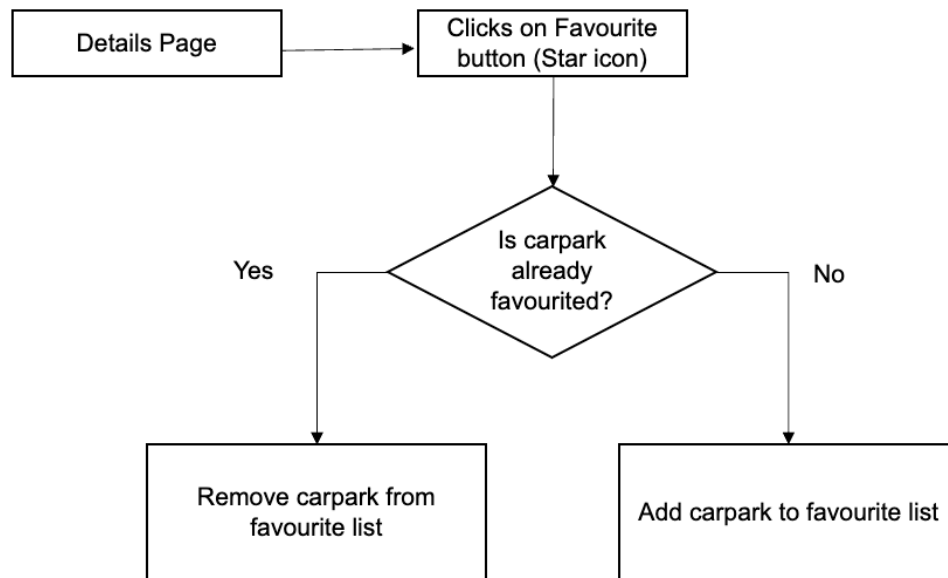 Details Page
Clicks on Favourite
button (Star icon)
Is carpark
already
favourited?
Yes
No
Remove carpark from
favourite list
Add carpark to favourite list